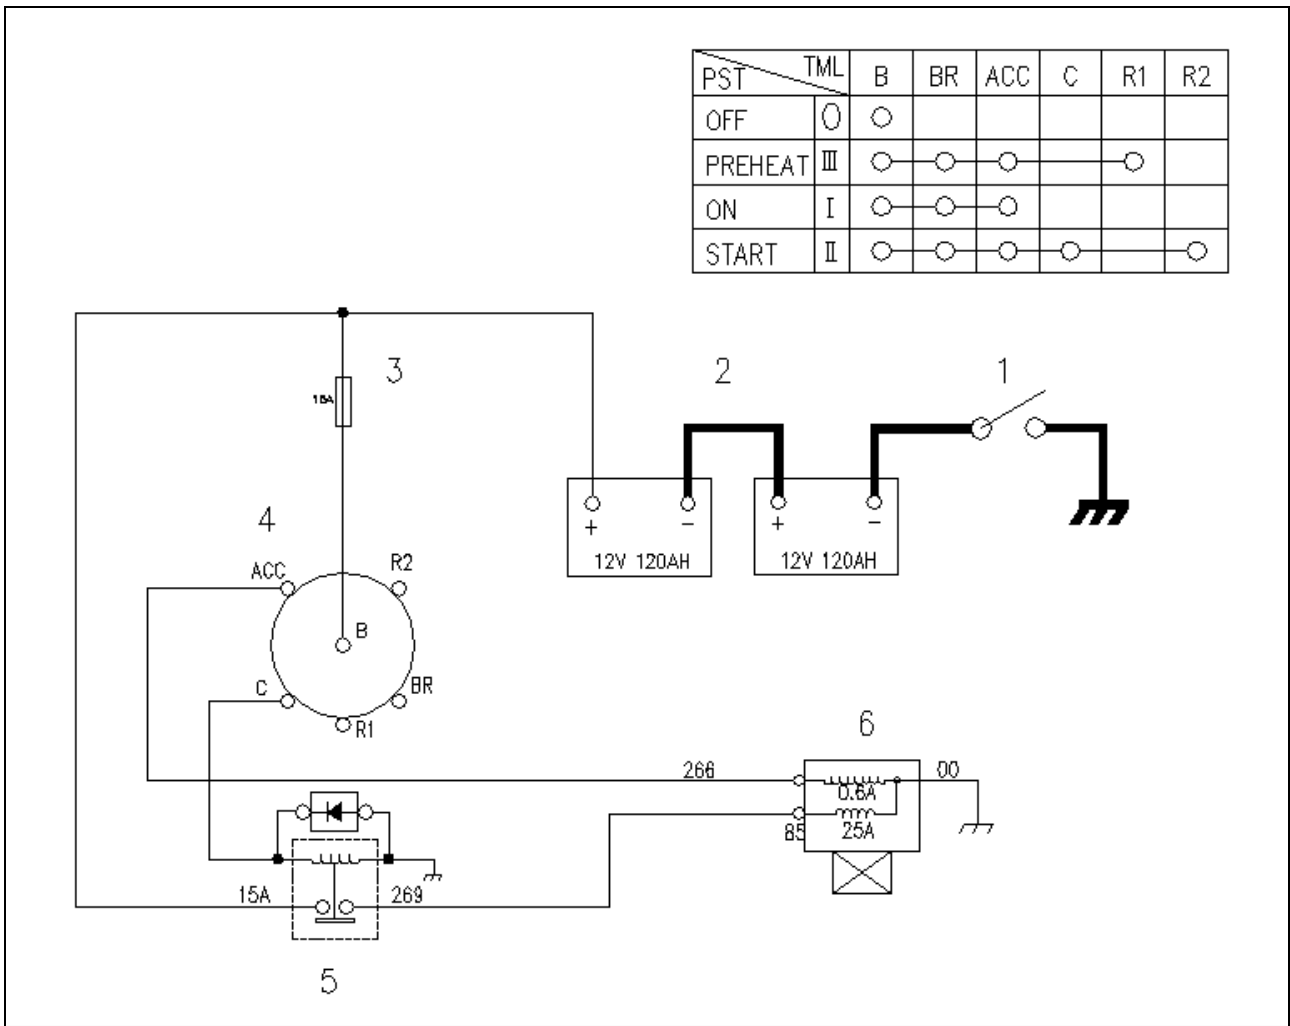 PST TML B BR ACC C R1 R2
OFF O
PREHEAT III
ON I
START II
3
2
1
4
+ − + −
12V 120AH 12V 120AH
ACC R2
B
C BR
R1
6
266 00
0.6A
85 25A
15A 269
5